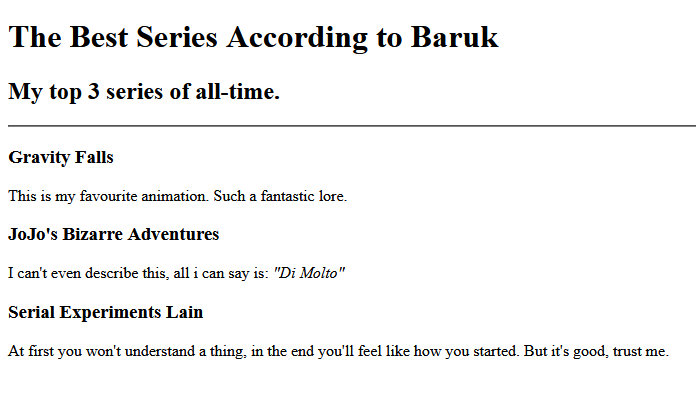 The Best Series According to Baruk
My top 3 series of all-time.
Gravity Falls
This is my favourite animation. Such a fantastic lore.
JoJo's Bizarre Adventures
I can't even describe this, all i can say is: "Di Molto"
Serial Experiments Lain
At first you won't understand a thing, in the end you'll feel like how you started. But it's good, trust me.